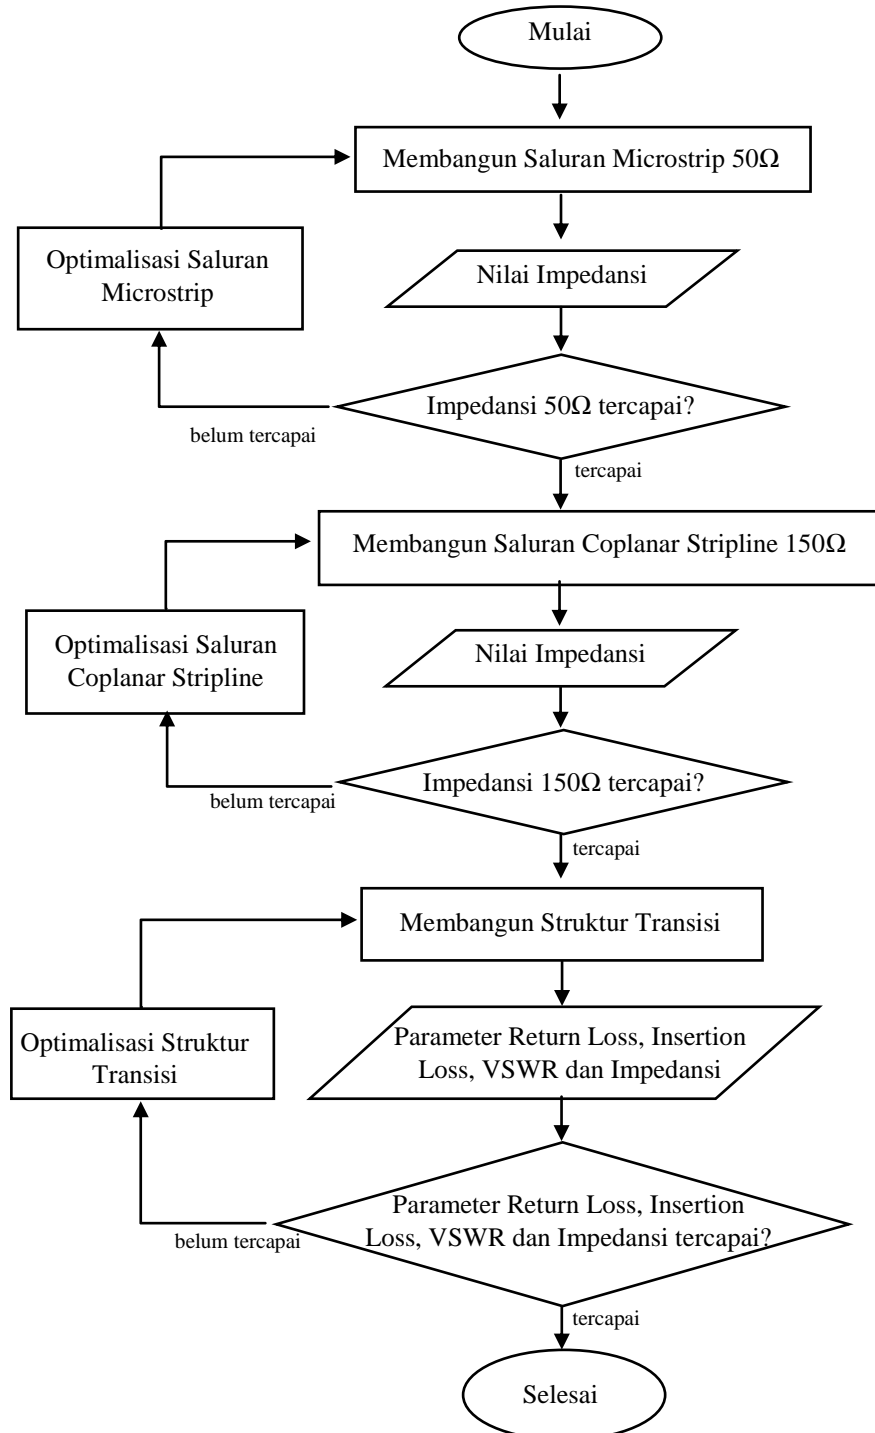 Mulai
Membangun Saluran Microstrip 50Ω
Optimalisasi Saluran
Microstrip
Nilai Impedansi
Impedansi 50Ω tercapai?
belum tercapai
tercapai
Membangun Saluran Coplanar Stripline 150Ω
Optimalisasi Saluran
Coplanar Stripline
Nilai Impedansi
Impedansi 150Ω tercapai?
belum tercapai
tercapai
Membangun Struktur Transisi
Optimalisasi Struktur
Transisi
Parameter Return Loss, Insertion
Loss, VSWR dan Impedansi
Parameter Return Loss, Insertion
Loss, VSWR dan Impedansi tercapai?
belum tercapai
tercapai
Selesai